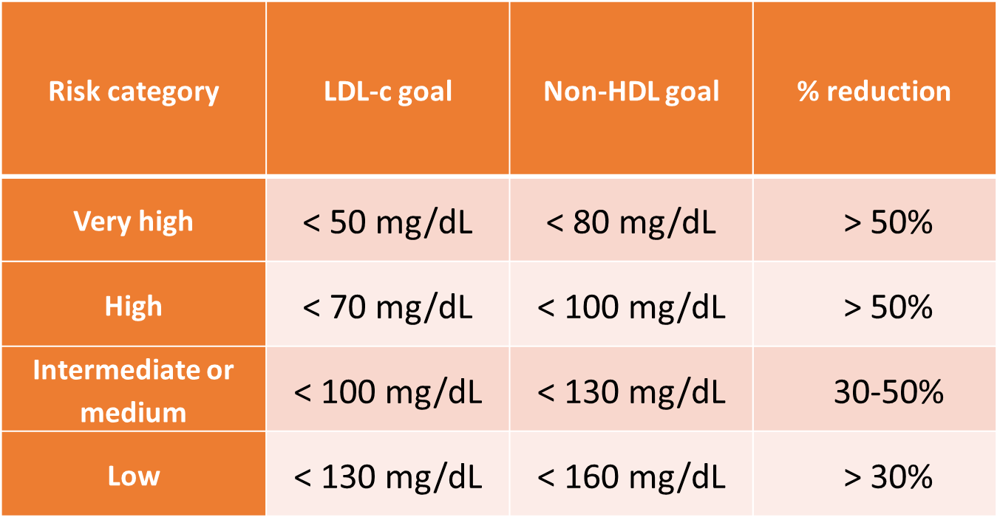 Risk category LDL-c goal Non-HDL goal % reduction
Very high < 50 mg/dL < 80 mg/dL > 50%
High < 70 mg/dL < 100 mg/dL > 50%
Intermediate or
medium < 100 mg/dL < 130 mg/dL 30-50%
Low < 130 mg/dL < 160 mg/dL > 30%